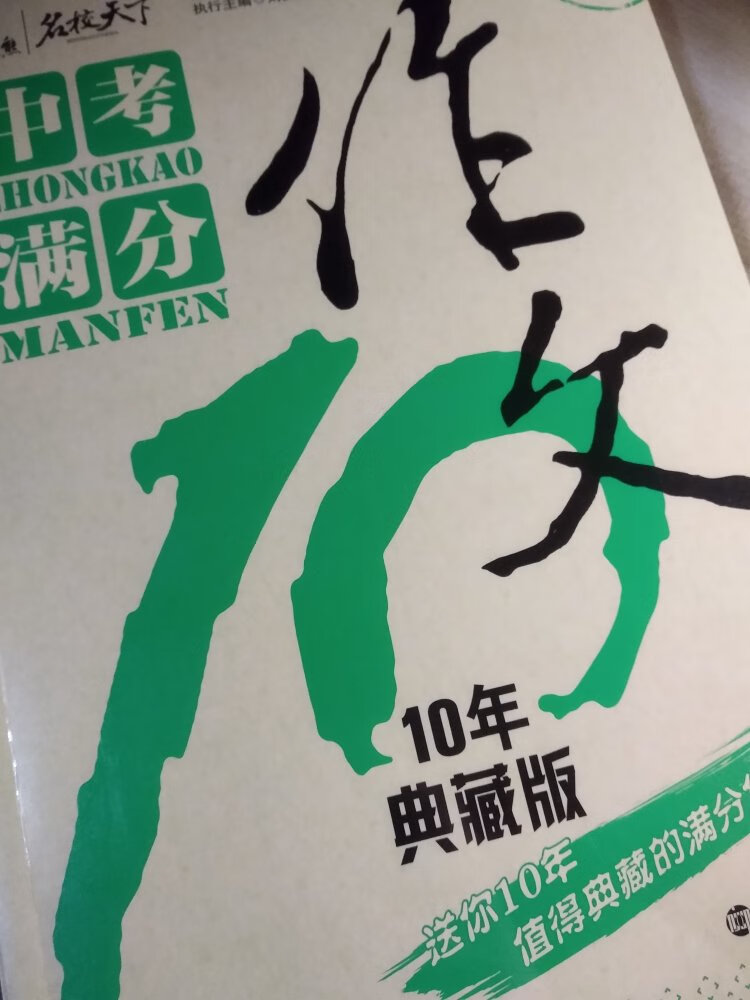 熊 名校天下
执行主编
中考
ZHONGKAO
满分
MANFEN
作文
10
10年
典藏版
送你10年
值得典藏的满分